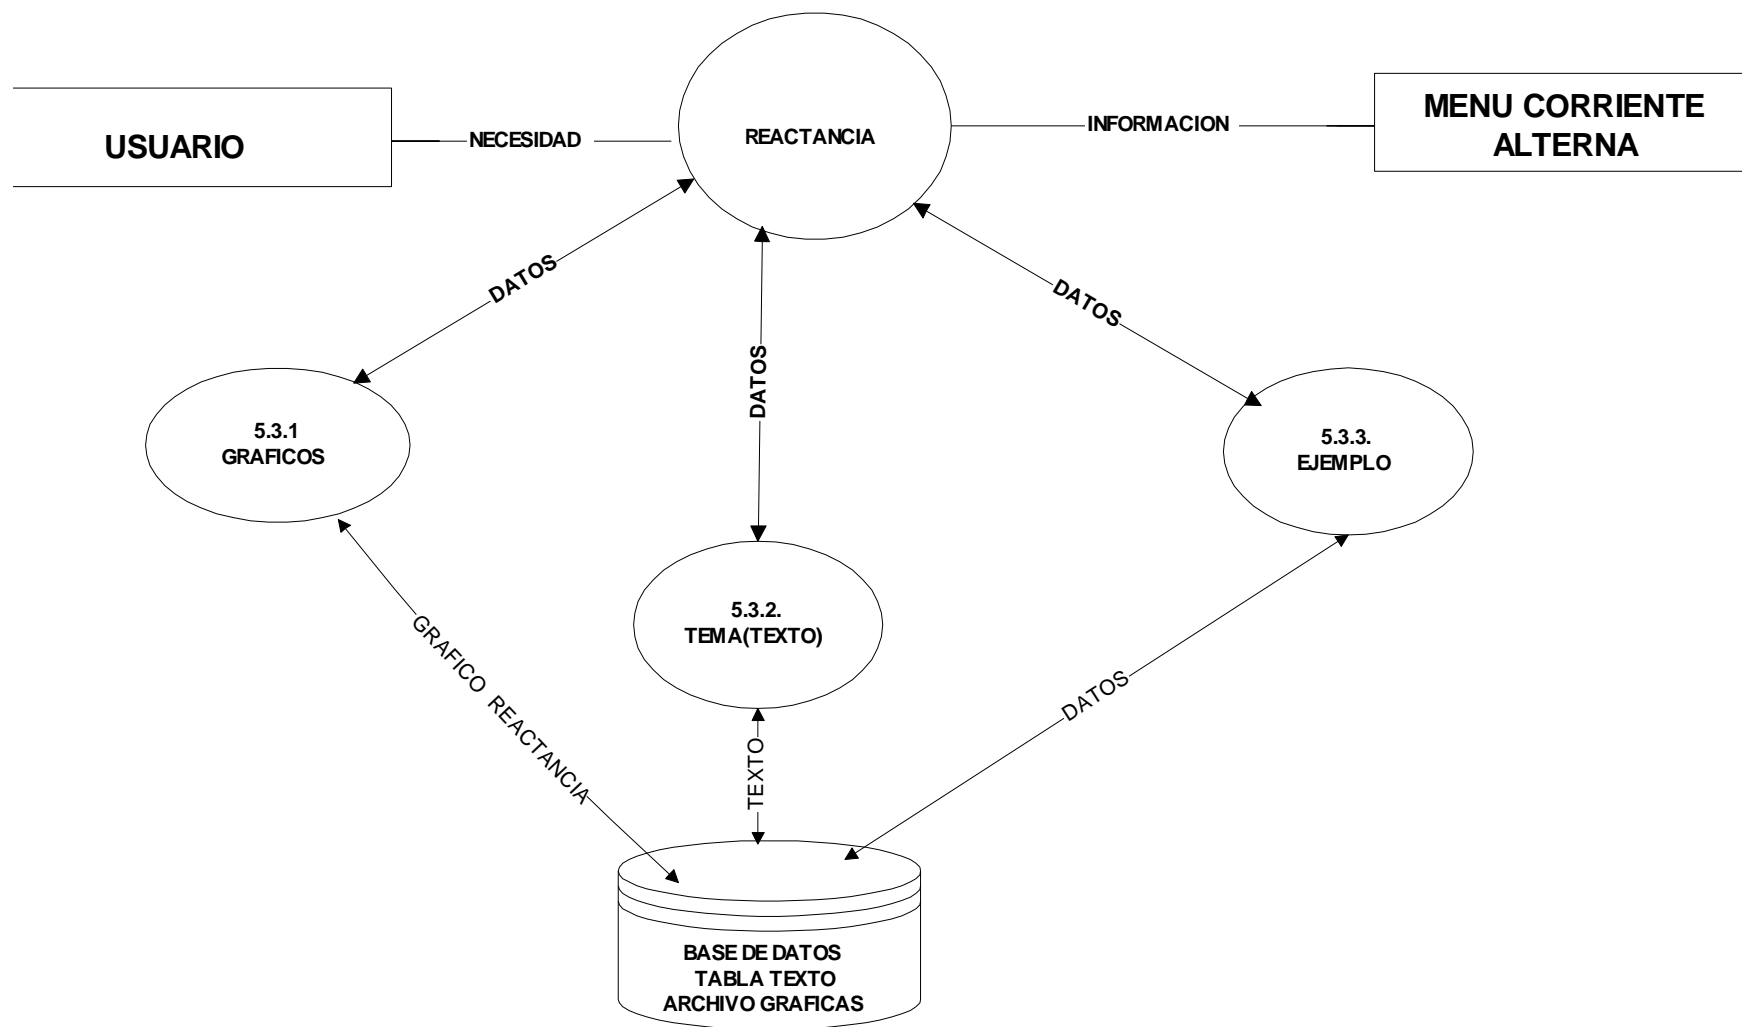 USUARIO
NECESIDAD
REACTANCIA
INFORMACION
MENU CORRIENTE
ALTERNA
DATOS
DATOS
DATOS
5.3.1
GRAFICOS
5.3.2.
TEMA(TEXTO)
5.3.3.
EJEMPLO
GRAFICO REACTANCIA
TEXTO
DATOS
BASE DE DATOS
TABLA TEXTO
ARCHIVO GRAFICAS